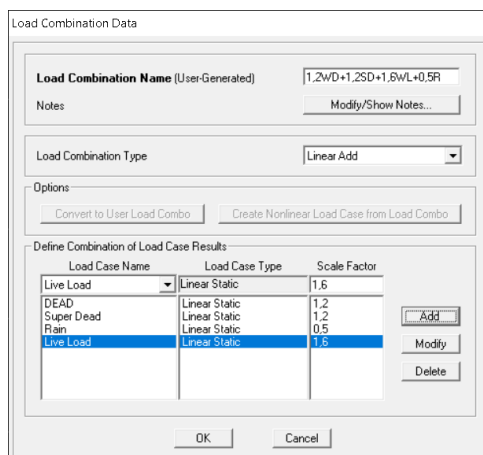 Load Combination Data
Load Combination Name (User-Generated) 1,2WD+1,2SD+1,6WL+0,5R
Notes Modify/Show Notes...
Load Combination Type Linear Add
Options
Convert to User Load Combo Create Nonlinear Load Case from Load Combo
Define Combination of Load Case Results
Load Case Name Load Case Type Scale Factor
Live Load Linear Static 1,6
DEAD Linear Static 1,2
Super Dead Linear Static 1,2
Rain Linear Static 0,5
Live Load Linear Static 1,6
Add
Modify
Delete
OK Cancel